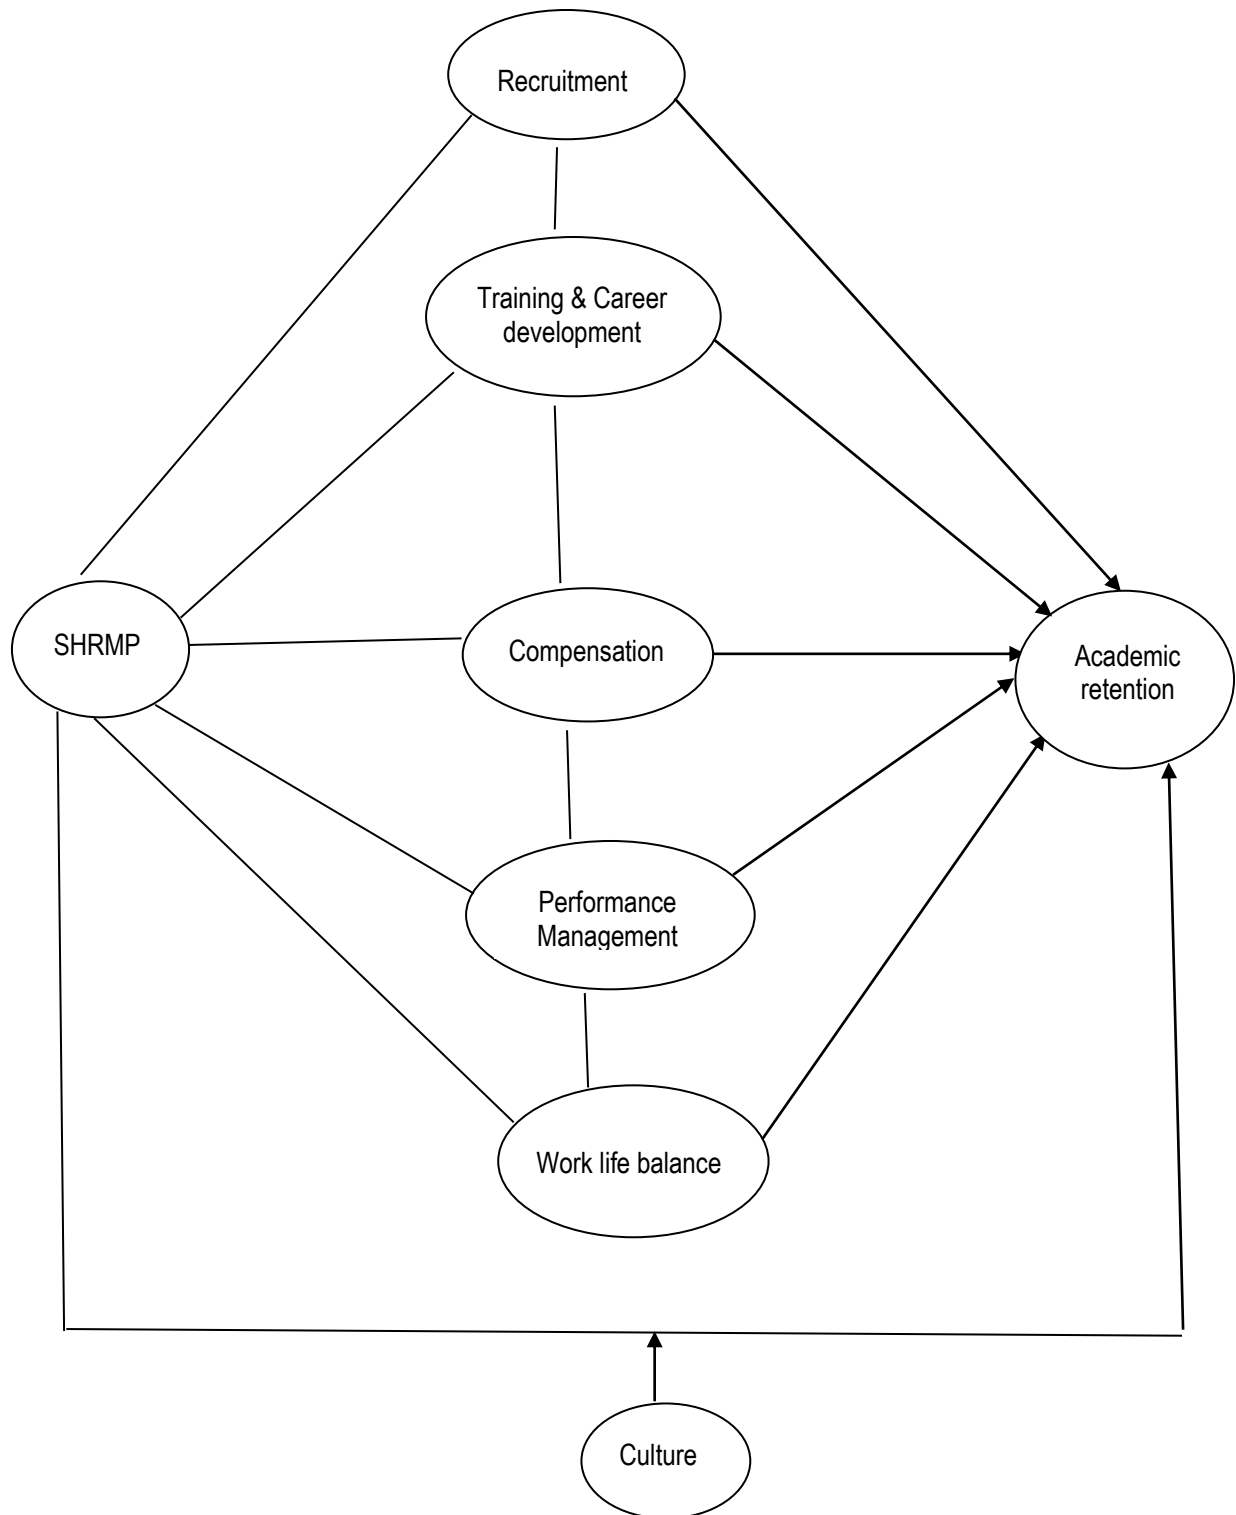 Recruitment
Training & Career
development
SHRMP
Compensation
Academic
retention
Performance
Management
Work life balance
Culture